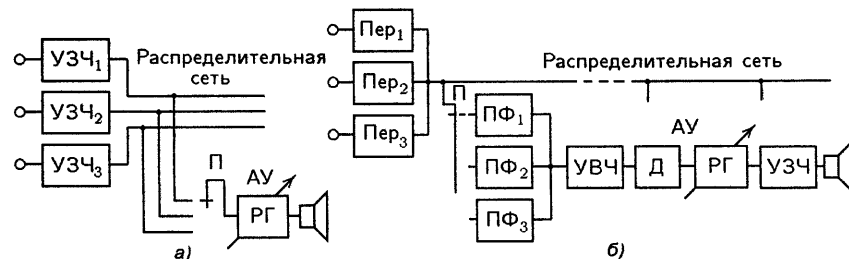 УЗЧ1
УЗЧ2
УЗЧ3
Распределительная
сеть
П
АУ
РГ
а)
Пер1
Пер2
Пер3
Распределительная сеть
П
ПФ1
ПФ2
ПФ3
АУ
УВЧ
Д
РГ
УЗЧ
б)